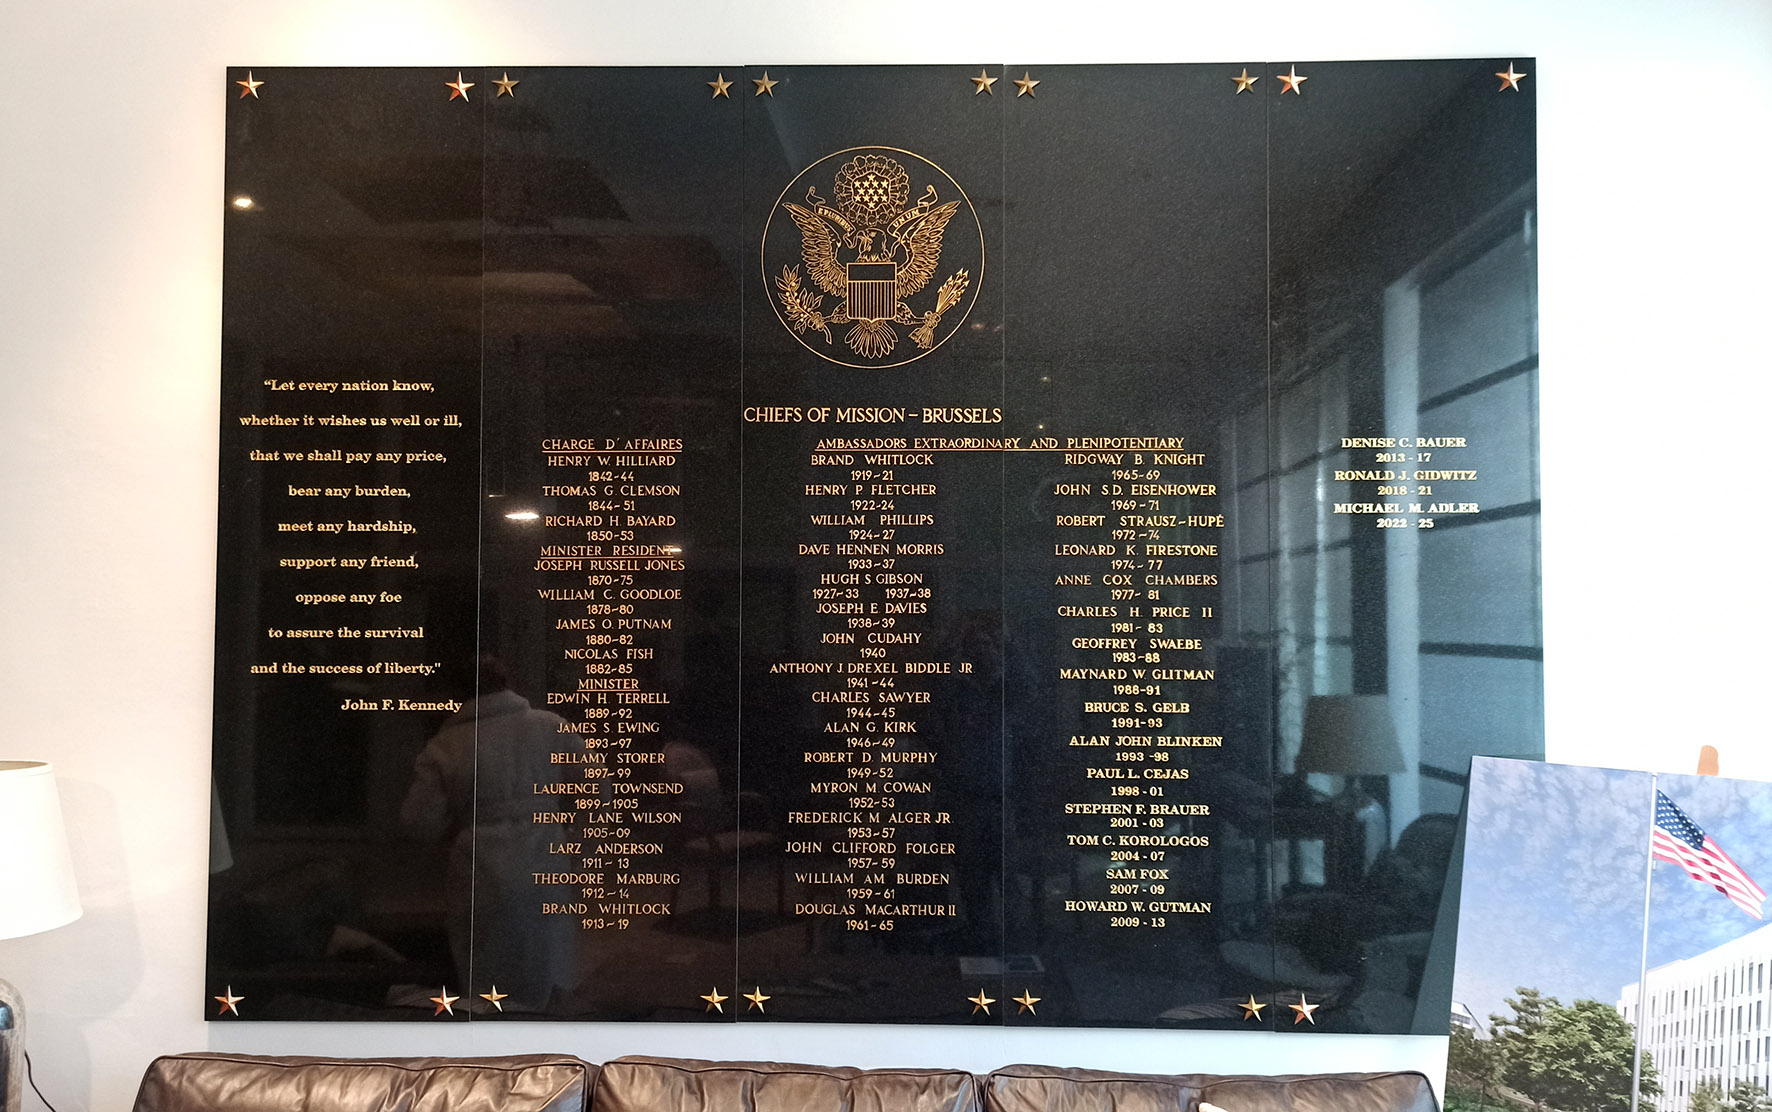 E PLURIBUS UNUM
"Let every nation know,
whether it wishes us well or ill,
that we shall pay any price,
bear any burden,
meet any hardship,
support any friend,
oppose any foe
to assure the survival
and the success of liberty."
John F. Kennedy
CHIEFS OF MISSION – BRUSSELS
CHARGE D'AFFAIRES
HENRY W. HILLIARD
1842-44
THOMAS G. CLEMSON
1844-51
RICHARD H. BAYARD
1850-53
MINISTER RESIDENT
JOSEPH RUSSELL JONES
1870-75
WILLIAM C. GOODLOE
1878-80
JAMES O. PUTNAM
1880-82
NICOLAS FISH
1882-85
MINISTER
EDWIN H. TERRELL
1889-92
JAMES S. EWING
1893-97
BELLAMY STORER
1897-99
LAURENCE TOWNSEND
1899-1905
HENRY LANE WILSON
1905-09
LARZ ANDERSON
1911-13
THEODORE MARBURG
1912-14
BRAND WHITLOCK
1913-19
AMBASSADORS EXTRAORDINARY AND PLENIPOTENTIARY
BRAND WHITLOCK
1919-21
HENRY P. FLETCHER
1922-24
WILLIAM PHILLIPS
1924-27
DAVE HENNEN MORRIS
1933-37
HUGH S. GIBSON
1927-33 1937-38
JOSEPH E. DAVIES
1938-39
JOHN CUDAHY
1940
ANTHONY J. DREXEL BIDDLE JR.
1941-44
CHARLES SAWYER
1944-45
ALAN G. KIRK
1946-49
ROBERT D. MURPHY
1949-52
MYRON M. COWAN
1952-53
FREDERICK M. ALGER JR.
1953-57
JOHN CLIFFORD FOLGER
1957-59
WILLIAM AM. BURDEN
1959-61
DOUGLAS MACARTHUR II
1961-65
RIDGWAY B. KNIGHT
1965-69
JOHN S.D. EISENHOWER
1969-71
ROBERT STRAUSZ-HUPÉ
1972-74
LEONARD K. FIRESTONE
1974-77
ANNE COX CHAMBERS
1977-81
CHARLES H. PRICE II
1981-83
GEOFFREY SWAEBE
1983-88
MAYNARD W. GLITMAN
1988-91
BRUCE S. GELB
1991-93
ALAN JOHN BLINKEN
1993-98
PAUL L. CEJAS
1998-01
STEPHEN F. BRAUER
2001-03
TOM C. KOROLOGOS
2004-07
SAM FOX
2007-09
HOWARD W. GUTMAN
2009-13
DENISE C. BAUER
2013-17
RONALD J. GIDWITZ
2018-21
MICHAEL M. ADLER
2022-25